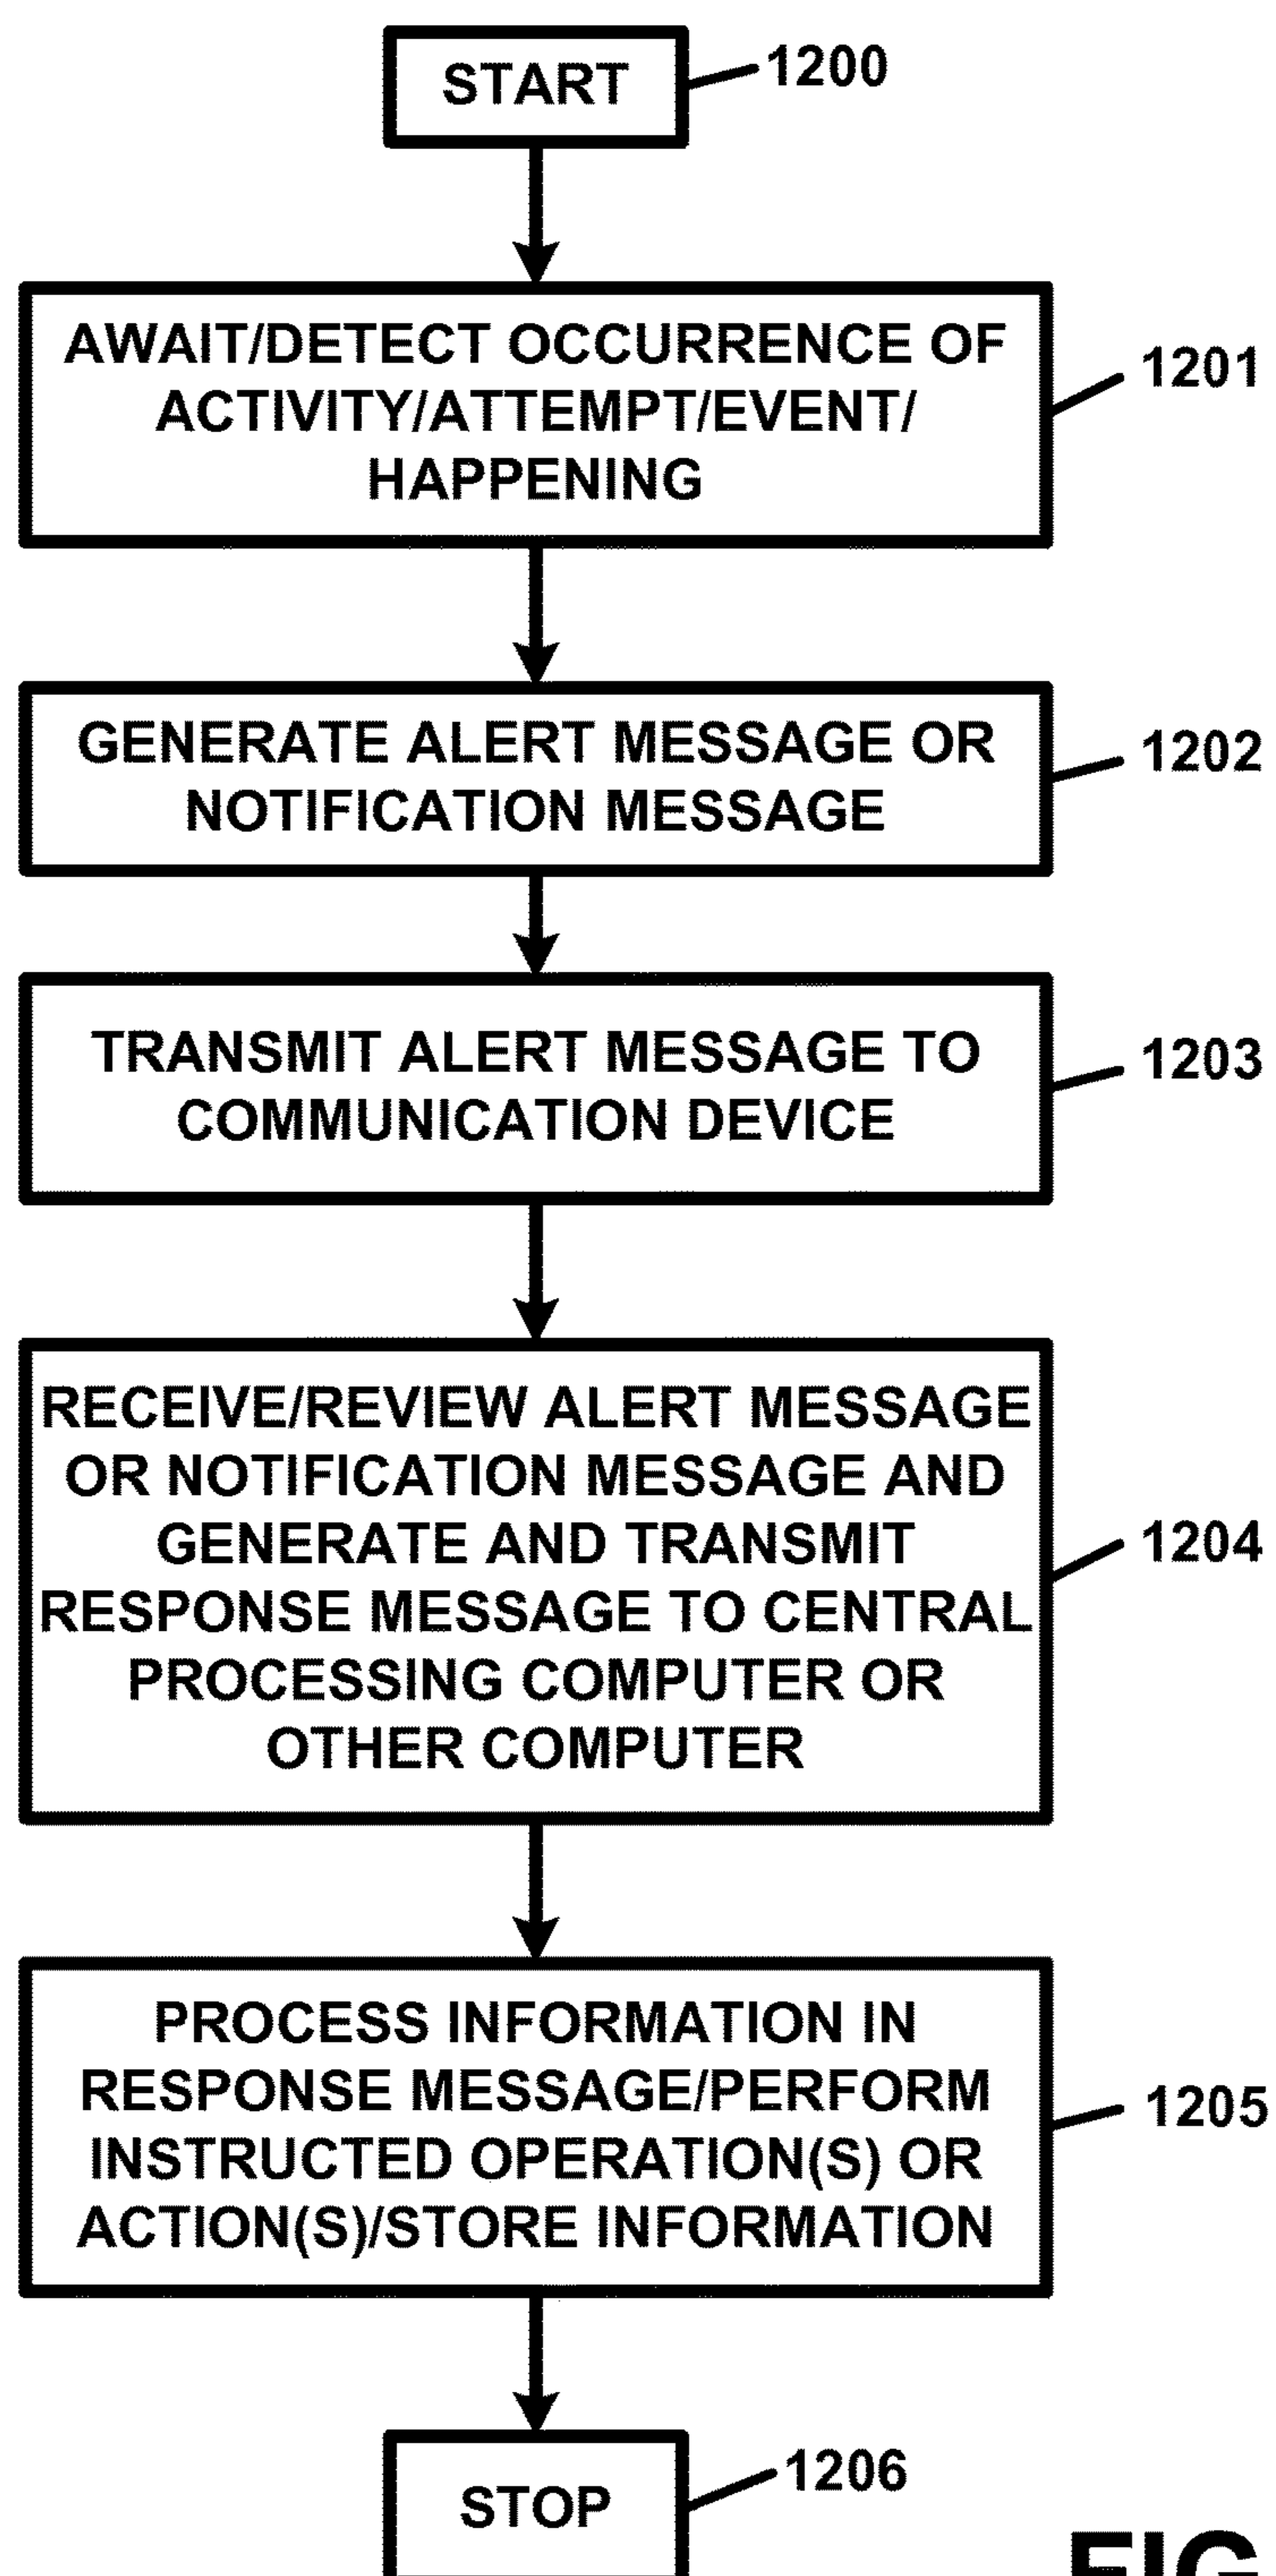 START
1200
AWAIT/DETECT OCCURRENCE OF
ACTIVITY/ATTEMPT/EVENT/
HAPPENING
1201
GENERATE ALERT MESSAGE OR
NOTIFICATION MESSAGE
1202
TRANSMIT ALERT MESSAGE TO
COMMUNICATION DEVICE
1203
RECEIVE/REVIEW ALERT MESSAGE
OR NOTIFICATION MESSAGE AND
GENERATE AND TRANSMIT
RESPONSE MESSAGE TO CENTRAL
PROCESSING COMPUTER OR
OTHER COMPUTER
1204
PROCESS INFORMATION IN
RESPONSE MESSAGE/PERFORM
INSTRUCTED OPERATION(S) OR
ACTION(S)/STORE INFORMATION
1205
STOP
1206
FIG